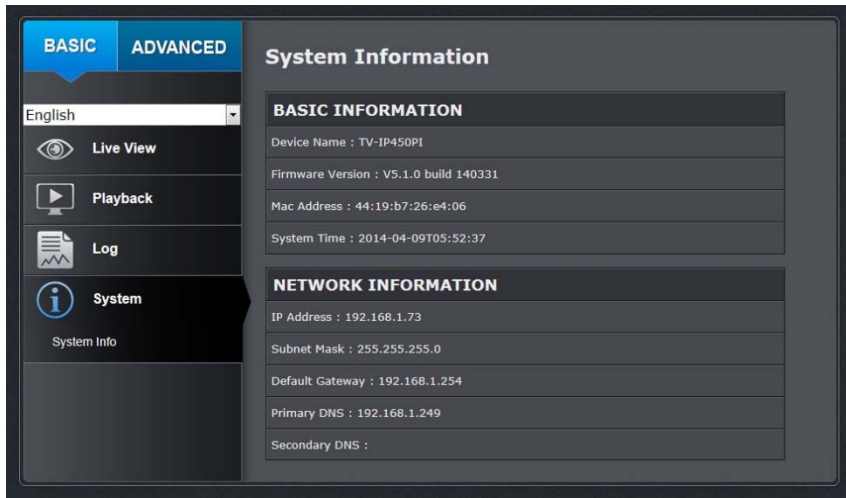 BASIC
ADVANCED
English
Live View
Playback
Log
System
System Info
System Information
BASIC INFORMATION
Device Name : TV-IP450PI
Firmware Version : V5.1.0 build 140331
Mac Address : 44:19:b7:26:e4:06
System Time : 2014-04-09T05:52:37
NETWORK INFORMATION
IP Address : 192.168.1.73
Subnet Mask : 255.255.255.0
Default Gateway : 192.168.1.254
Primary DNS : 192.168.1.249
Secondary DNS :